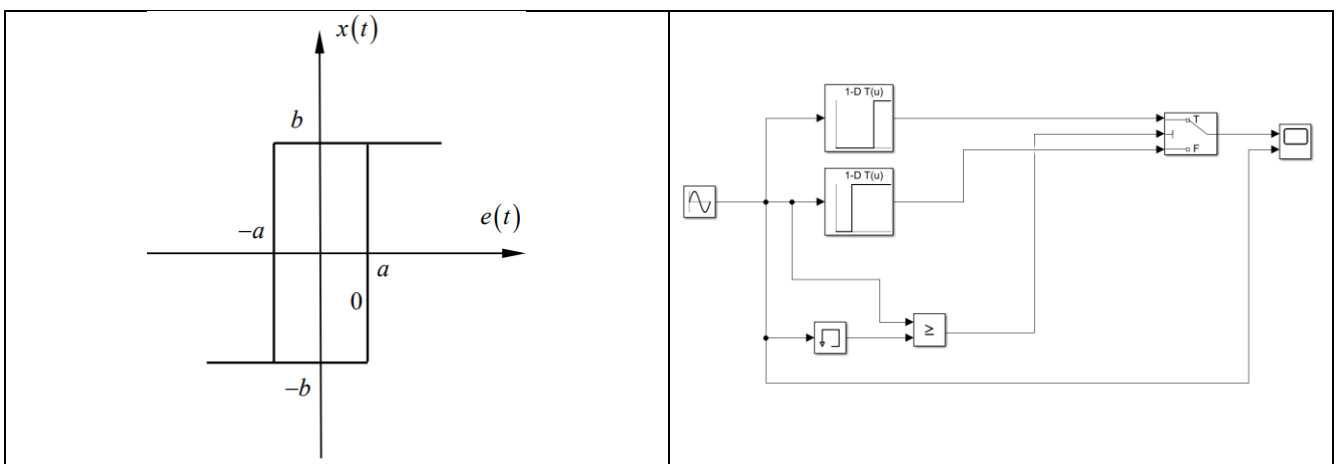 x(t)
b
e(t)
−a
a
0
−b
1-D T(u)
T
F
1-D T(u)
≥